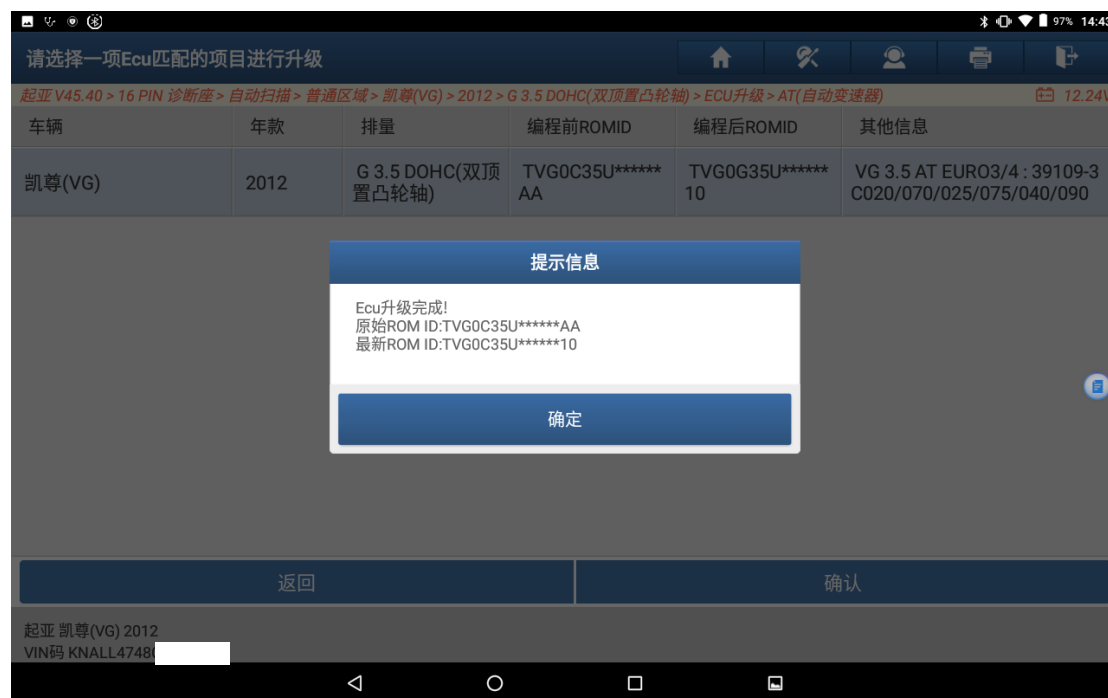 97% 14:43
请选择一项Ecu匹配的项目进行升级
起亚 V45.40 > 16 PIN 诊断座 > 自动扫描 > 普通区域 > 凯尊(VG) > 2012 > G 3.5 DOHC(双顶置凸轮轴) > ECU升级 > AT(自动变速器) 12.24V
车辆 年款 排量 编程前ROMID 编程后ROMID 其他信息
凯尊(VG) 2012 G 3.5 DOHC(双顶 TVG0C35U****** TVG0G35U****** VG 3.5 AT EURO3/4 : 39109-3
置凸轮轴) AA 10 C020/070/025/075/040/090
提示信息
Ecu升级完成!
原始ROM ID:TVG0C35U******AA
最新ROM ID:TVG0C35U******10
确定
返回 确认
起亚 凯尊(VG) 2012
VIN码 KNALL4748